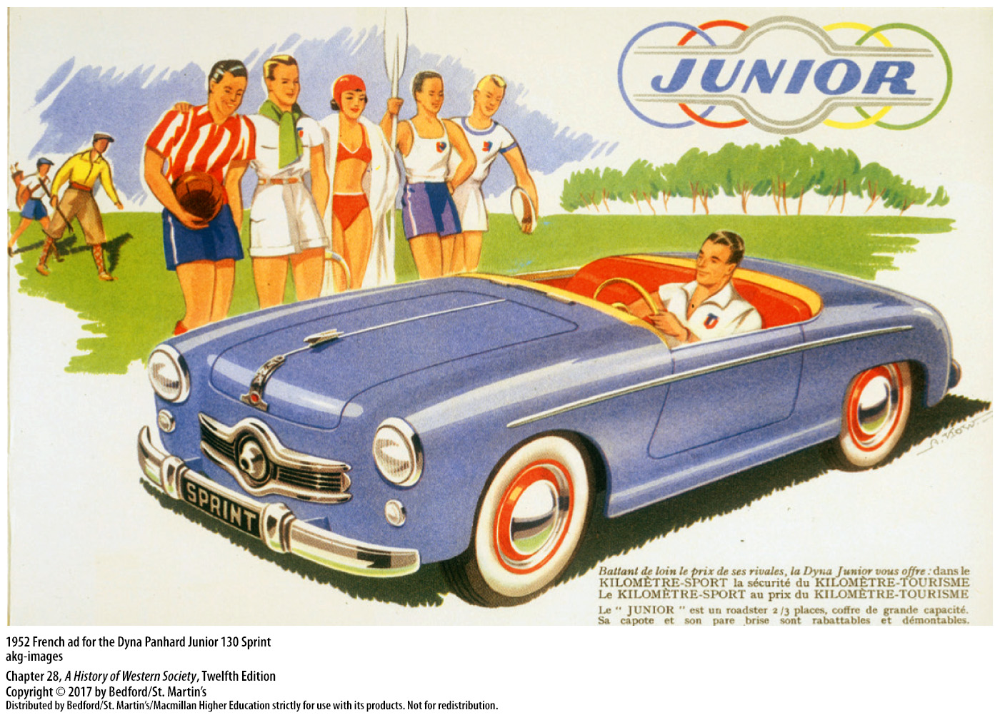 JUNIOR
SPRINT
Battant de loin le prix de ses rivales, la Dyna Junior vous offre : dans le
KILOMÈTRE-SPORT la sécurité du KILOMÈTRE-TOURISME
Le KILOMÈTRE-SPORT au prix du KILOMÈTRE-TOURISME
Le " JUNIOR " est un roadster 2/3 places, coffre de grande capacité.
Sa capote et son pare brise sont rabattables et démontables.
1952 French ad for the Dyna Panhard Junior 130 Sprint
akg-images
Chapter 28, A History of Western Society, Twelfth Edition
Copyright © 2017 by Bedford/St. Martin's
Distributed by Bedford/St. Martin's/Macmillan Higher Education strictly for use with its products. Not for redistribution.